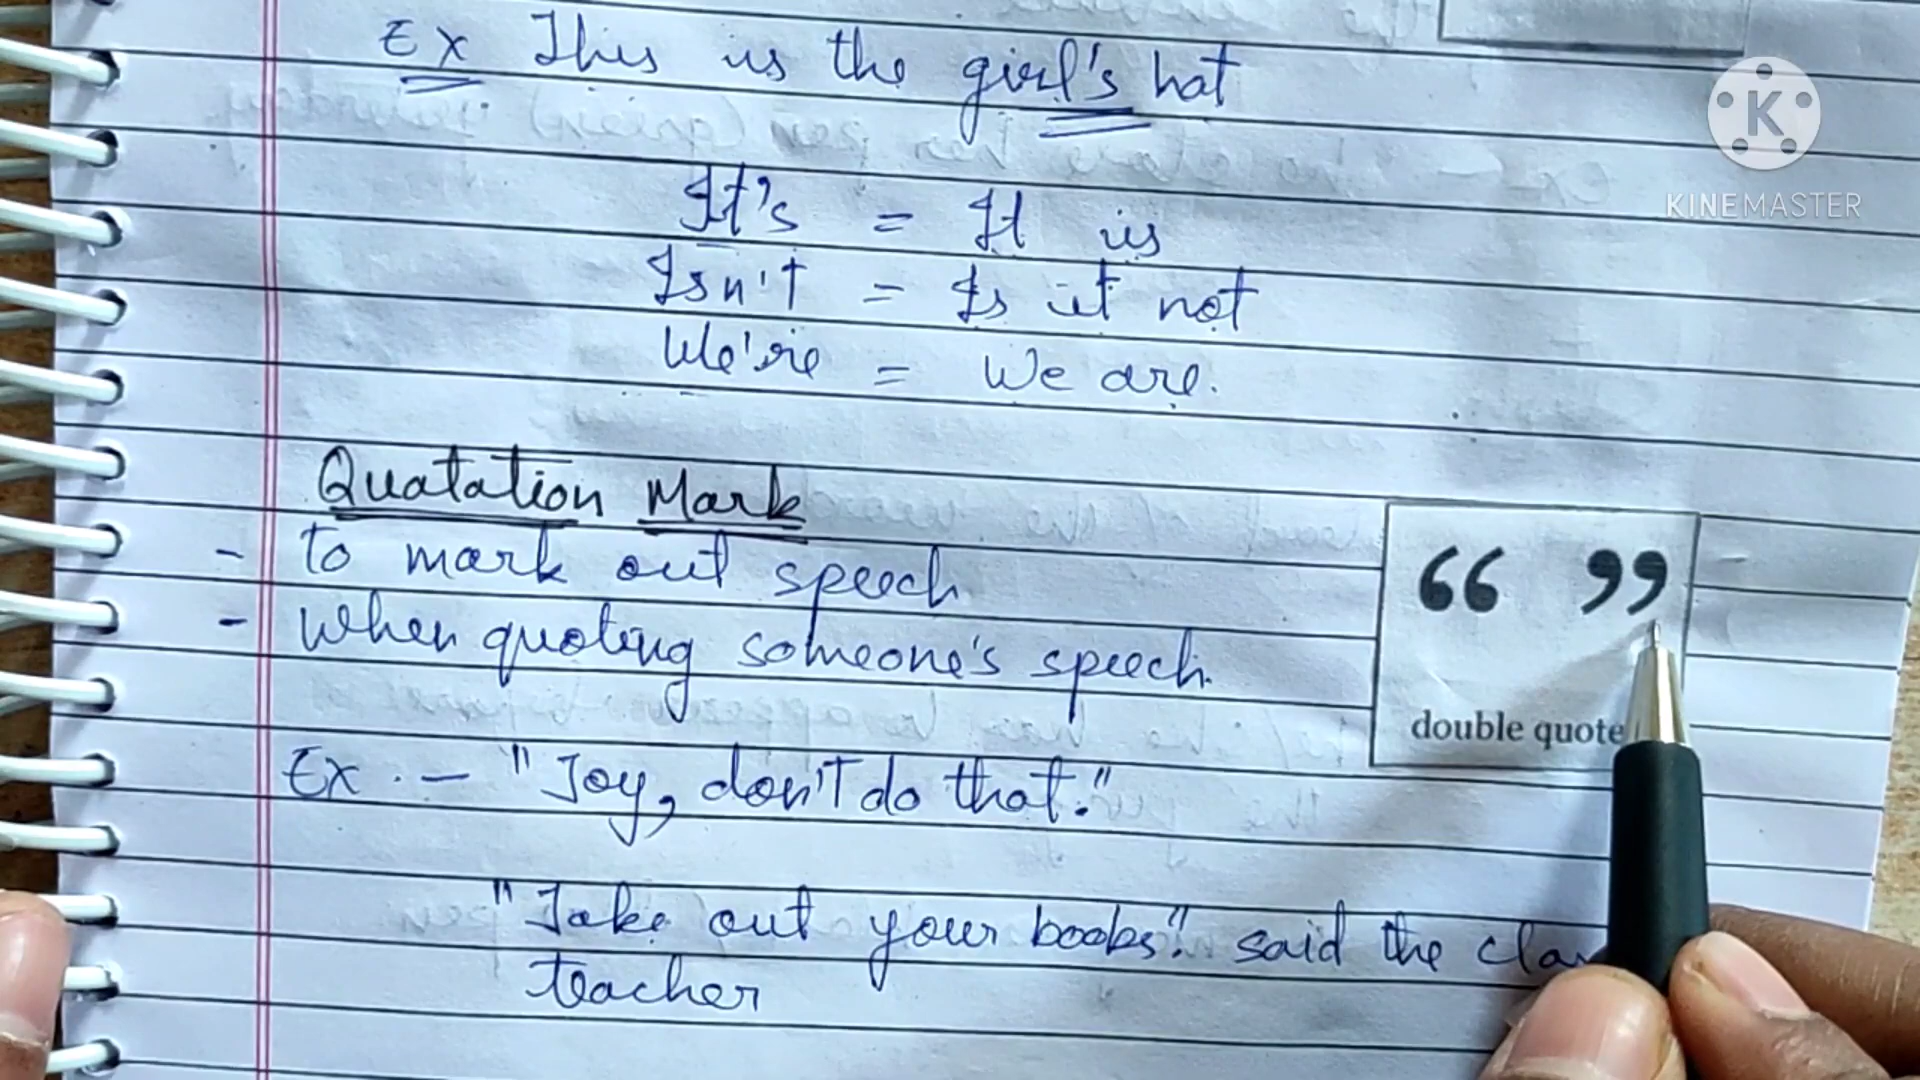 Ex This is the girl's hat
KINEMASTER
It's = It is
Isn't = Is it not
We're = We are.
Quatation Mark
- to mark out speech
- When quoting someone's speech.
“ ”
double quote
Ex. - "Joy, don't do that."
"Take out your books". said the
teacher